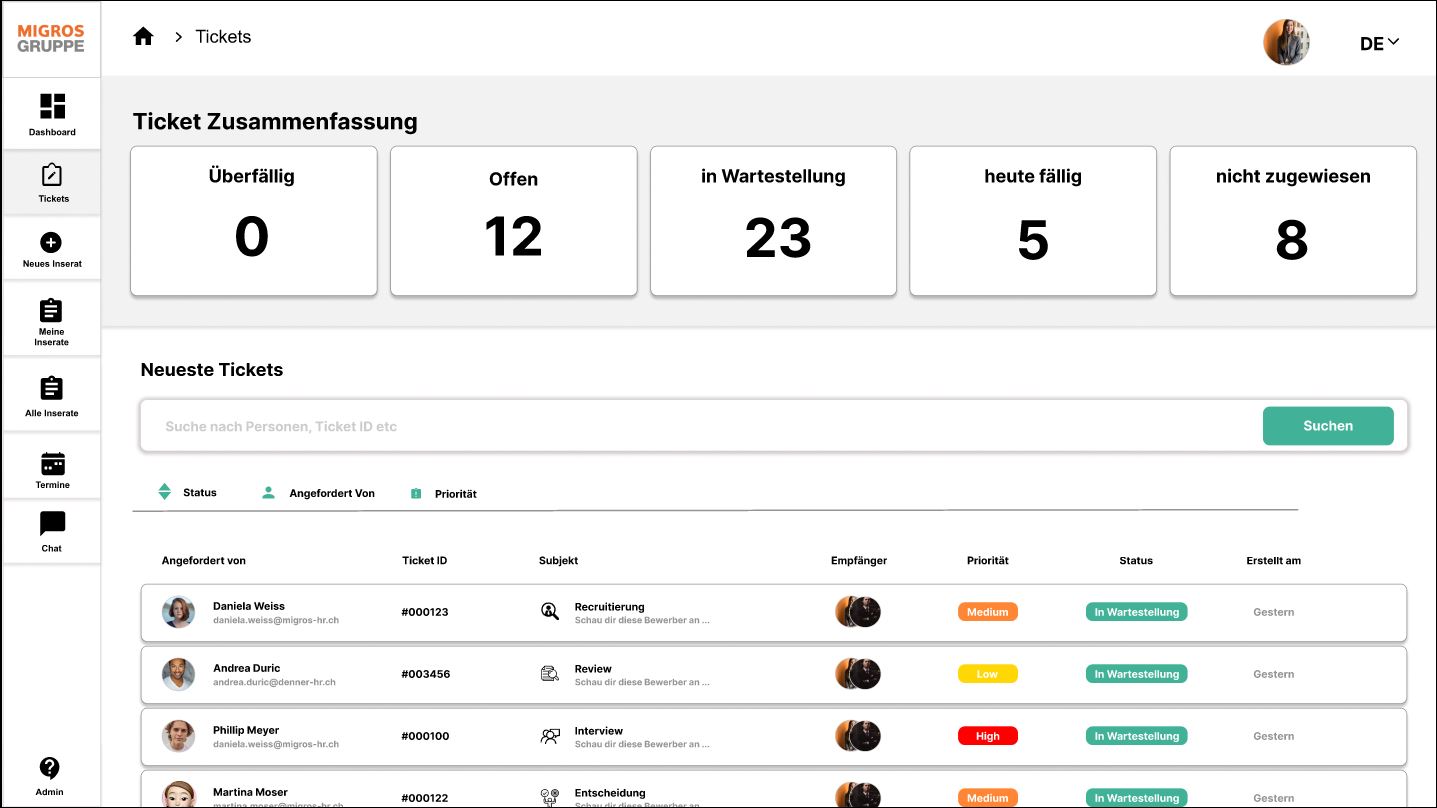 MIGROS
GRUPPE
Tickets
DE
Dashboard
Tickets
Neues Inserat
Meine
Inserate
Alle Inserate
Termine
Chat
Admin
Ticket Zusammenfassung
Überfällig
0
Offen
12
in Wartestellung
23
heute fällig
5
nicht zugewiesen
8
Neueste Tickets
Suche nach Personen, Ticket ID etc
Suchen
Status Angefordert Von Priorität
Angefordert von Ticket ID Subjekt Empfänger Priorität Status Erstellt am
Daniela Weiss
daniela.weiss@migros-hr.ch
#000123
Recruitierung
Schau dir diese Bewerber an ...
Medium
In Wartestellung
Gestern
Andrea Duric
andrea.duric@denner-hr.ch
#003456
Review
Schau dir diese Bewerber an ...
Low
In Wartestellung
Gestern
Phillip Meyer
daniela.weiss@migros-hr.ch
#000100
Interview
Schau dir diese Bewerber an ...
High
In Wartestellung
Gestern
Martina Moser
martina.moser@migros-hr.ch
#000122
Entscheidung
Schau dir diese Bewerber an ...
Medium
In Wartestellung
Gestern